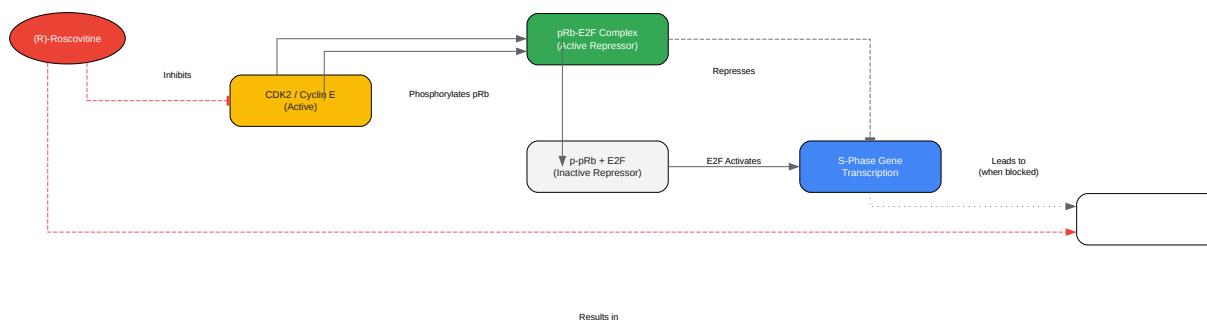 (R)-Roscovitine
Inhibits
CDK2 / Cyclin E
(Active)
Phosphorylates pRb
pRb-E2F Complex
(Active Repressor)
Represses
p-pRb + E2F
(Inactive Repressor)
E2F Activates
S-Phase Gene
Transcription
Leads to
(when blocked)
Results in